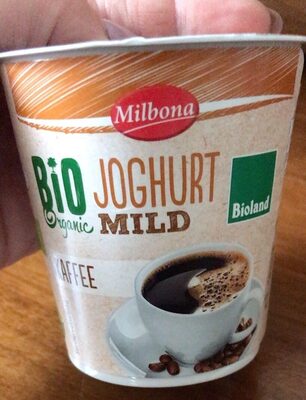 Milbona
BIO
Organic
JOGHURT
MILD
Bioland
KAFFEE